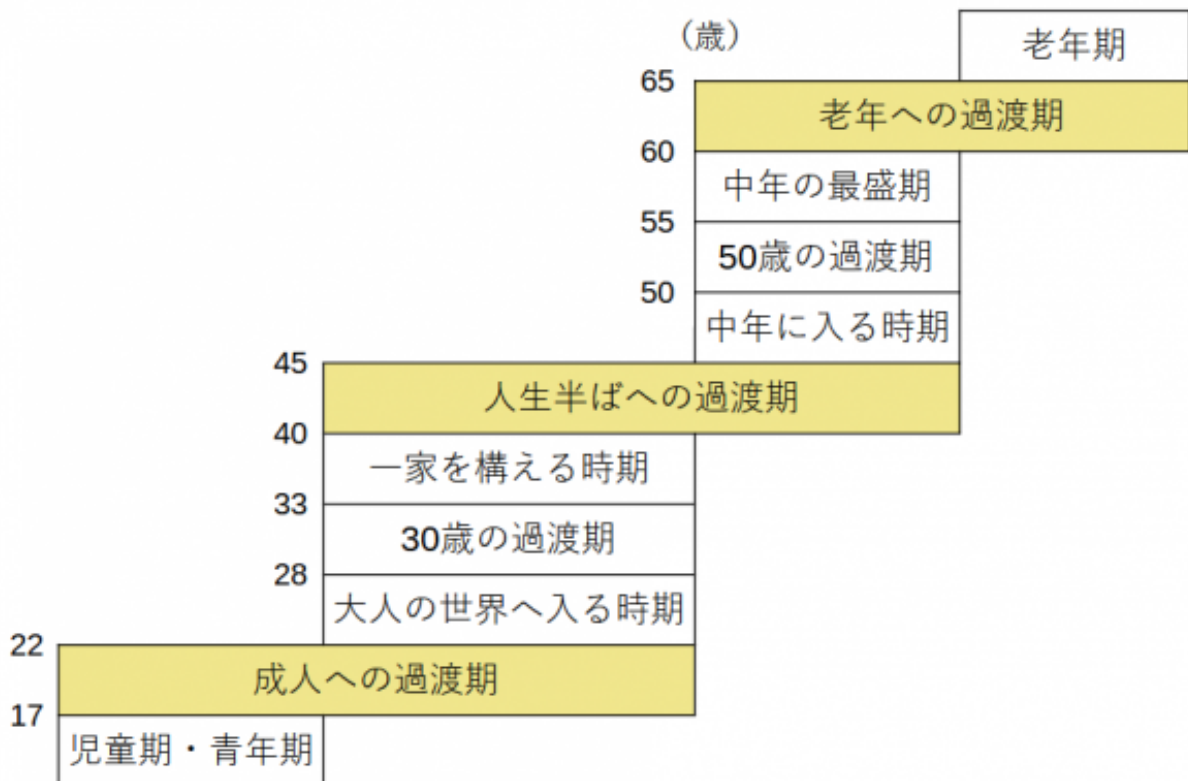 (歳)
老年期
65
老年への過渡期
60
中年の最盛期
55
50歳の過渡期
50
中年に入る時期
45
人生半ばへの過渡期
40
一家を構える時期
33
30歳の過渡期
28
大人の世界へ入る時期
22
成人への過渡期
17
児童期・青年期